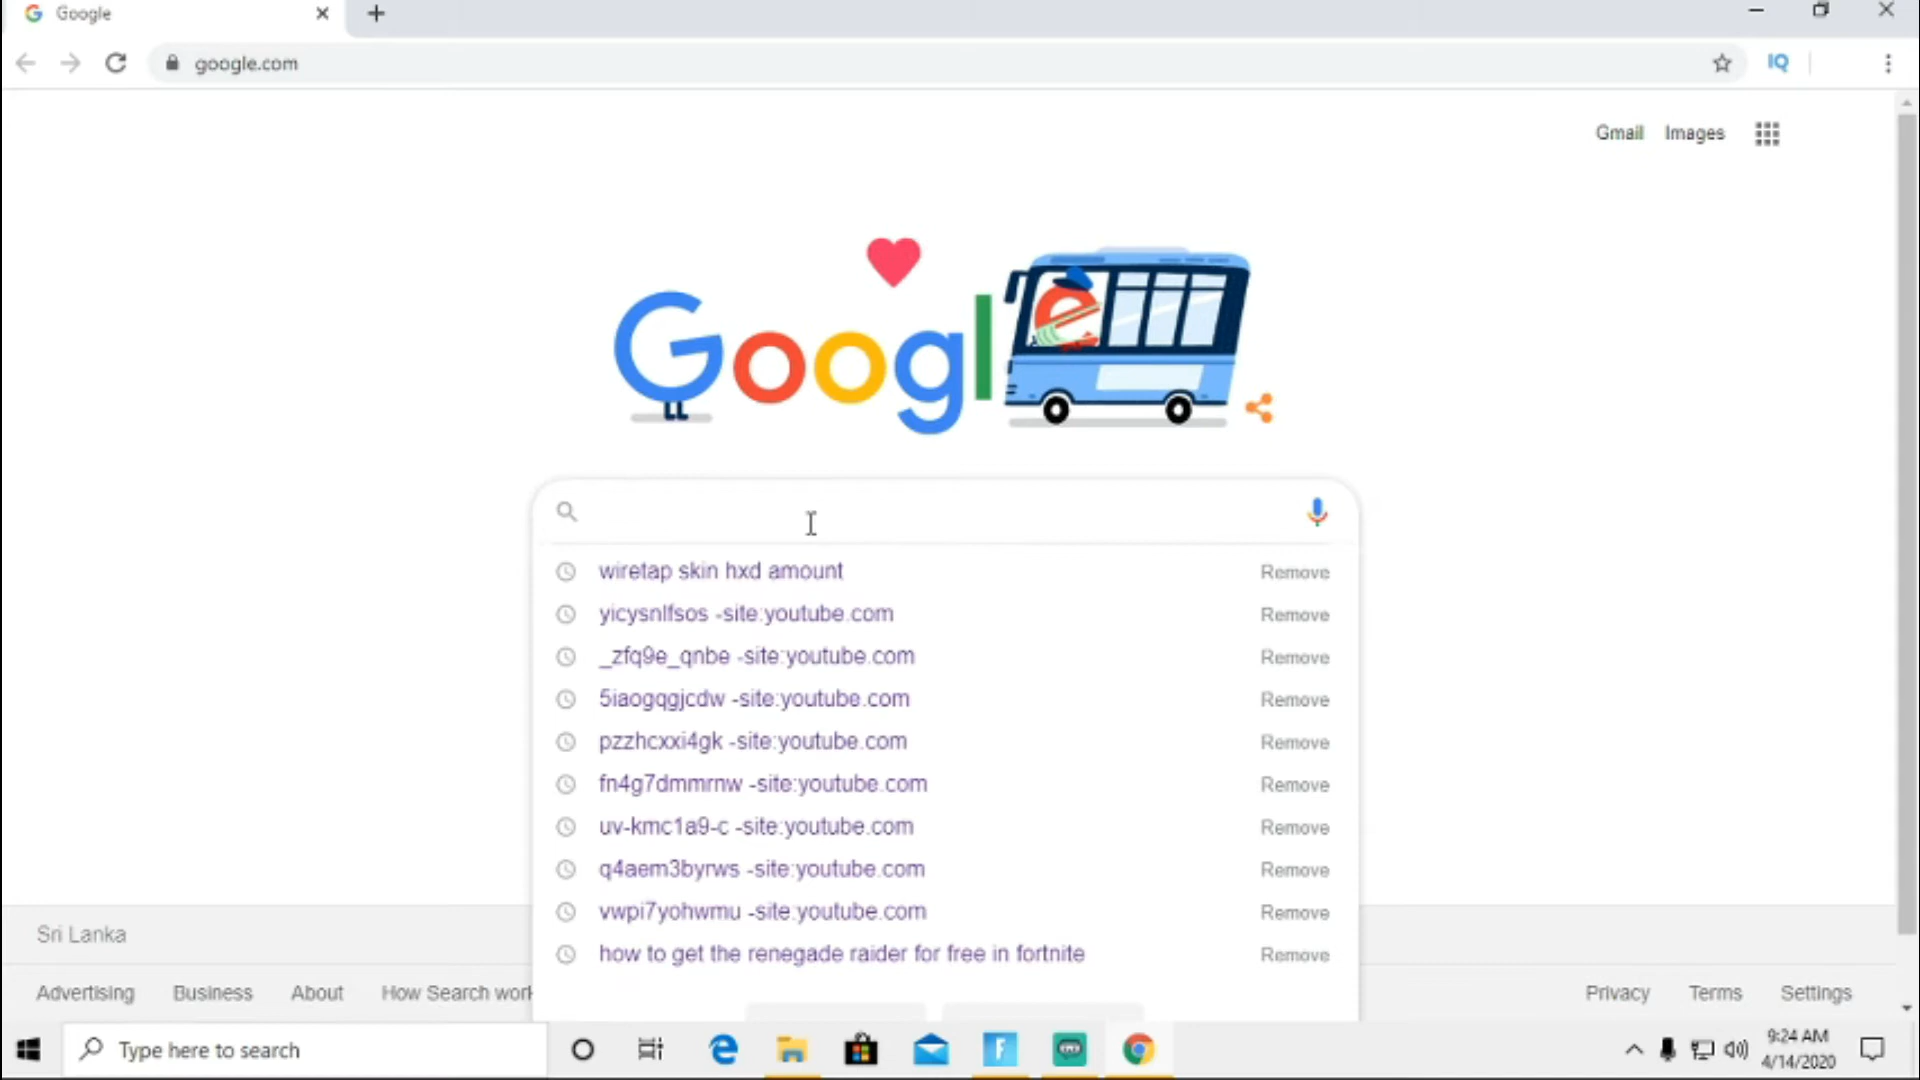 Google
google.com
IQ
Gmail Images
Google
wiretap skin hxd amount Remove
yicysnlfsos -site:youtube.com Remove
_zfq9e_qnbe -site:youtube.com Remove
5iaogqgjcdw -site:youtube.com Remove
pzzhcxxi4gk -site:youtube.com Remove
fn4g7dmmrnw -site:youtube.com Remove
uv-kmc1a9-c -site:youtube.com Remove
q4aem3byrws -site:youtube.com Remove
vwpi7yohwmu -site:youtube.com Remove
how to get the renegade raider for free in fortnite Remove
Sri Lanka
Advertising Business About How Search work Privacy Terms Settings
Type here to search
9:24 AM
4/14/2020